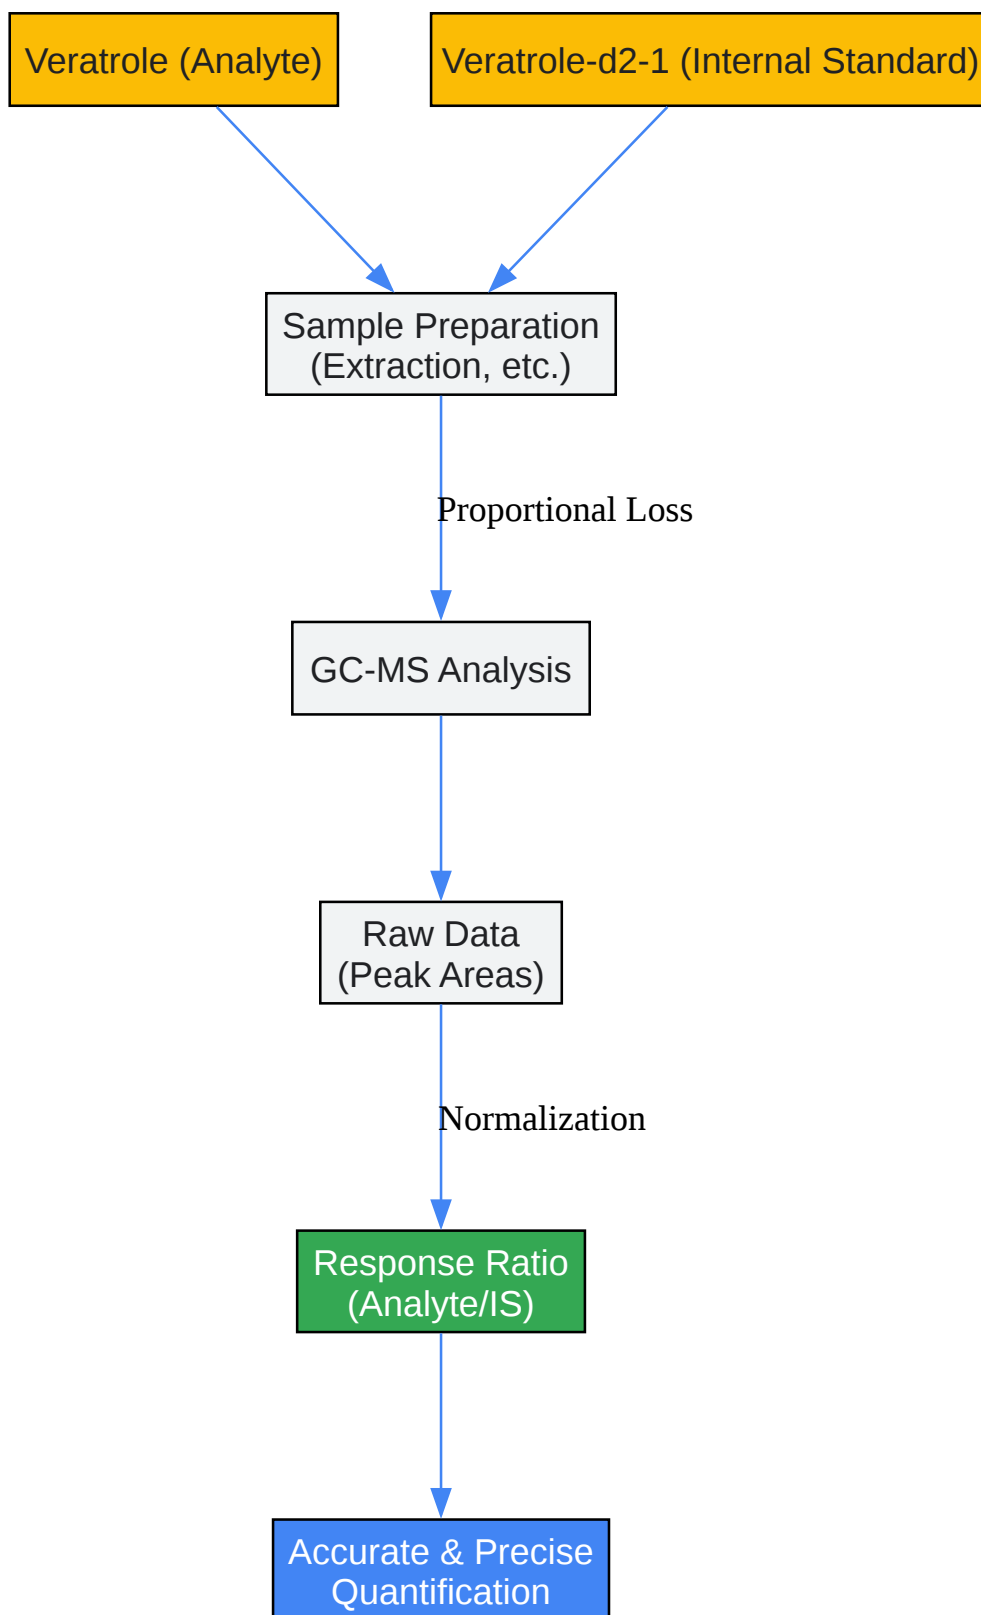 Veratrole (Analyte)
Veratrole-d2-1 (Internal Standard)
Sample Preparation
(Extraction, etc.)
Proportional Loss
GC-MS Analysis
Raw Data
(Peak Areas)
Normalization
Response Ratio
(Analyte/IS)
Accurate & Precise
Quantification